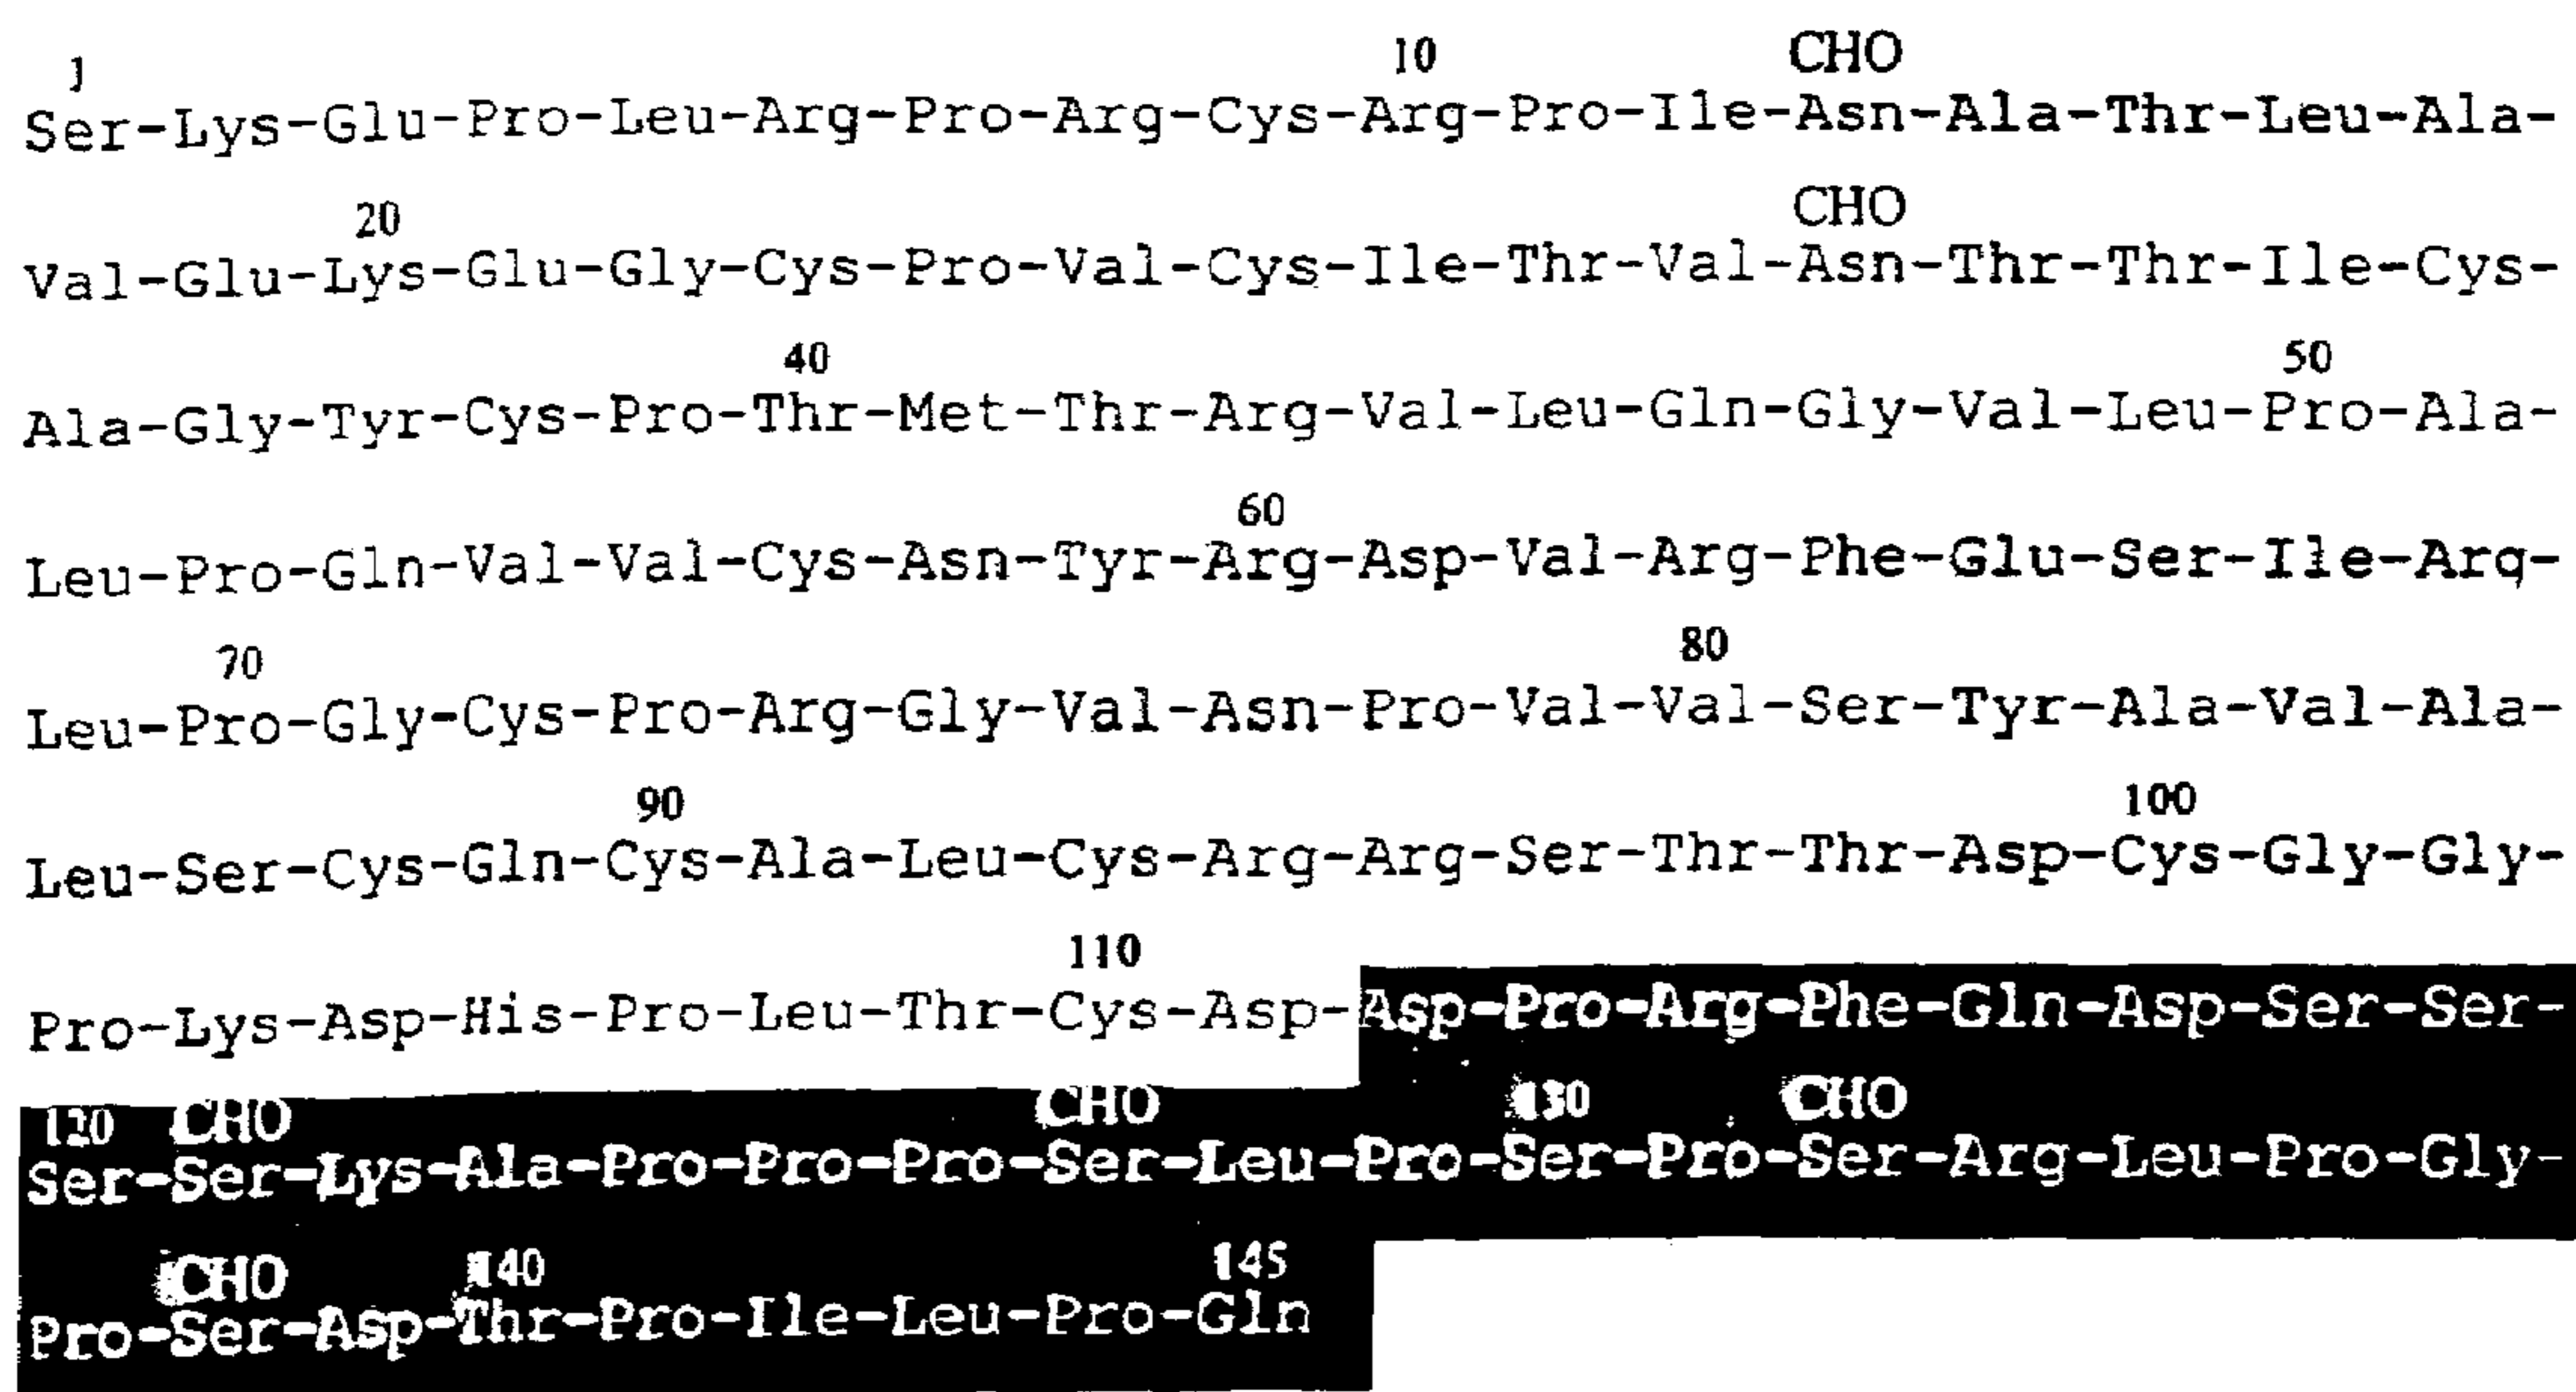 1 10 CHO
Ser-Lys-Glu-Pro-Leu-Arg-Pro-Arg-Cys-Arg-Pro-Ile-Asn-Ala-Thr-Leu-Ala-
20 CHO
Val-Glu-Lys-Glu-Gly-Cys-Pro-Val-Cys-Ile-Thr-Val-Asn-Thr-Thr-Ile-Cys-
40 50
Ala-Gly-Tyr-Cys-Pro-Thr-Met-Thr-Arg-Val-Leu-Gln-Gly-Val-Leu-Pro-Ala-
60
Leu-Pro-Gln-Val-Val-Cys-Asn-Tyr-Arg-Asp-Val-Arg-Phe-Glu-Ser-Ile-Arg-
70 80
Leu-Pro-Gly-Cys-Pro-Arg-Gly-Val-Asn-Pro-Val-Val-Ser-Tyr-Ala-Val-Ala-
90 100
Leu-Ser-Cys-Gln-Cys-Ala-Leu-Cys-Arg-Arg-Ser-Thr-Thr-Asp-Cys-Gly-Gly-
110
Pro-Lys-Asp-His-Pro-Leu-Thr-Cys-Asp-Asp-Pro-Arg-Phe-Gln-Asp-Ser-Ser-
120 CHO CHO 130 CHO
Ser-Ser-Lys-Ala-Pro-Pro-Pro-Ser-Leu-Pro-Ser-Pro-Ser-Arg-Leu-Pro-Gly-
CHO 140 145
Pro-Ser-Asp-Thr-Pro-Ile-Leu-Pro-Gln